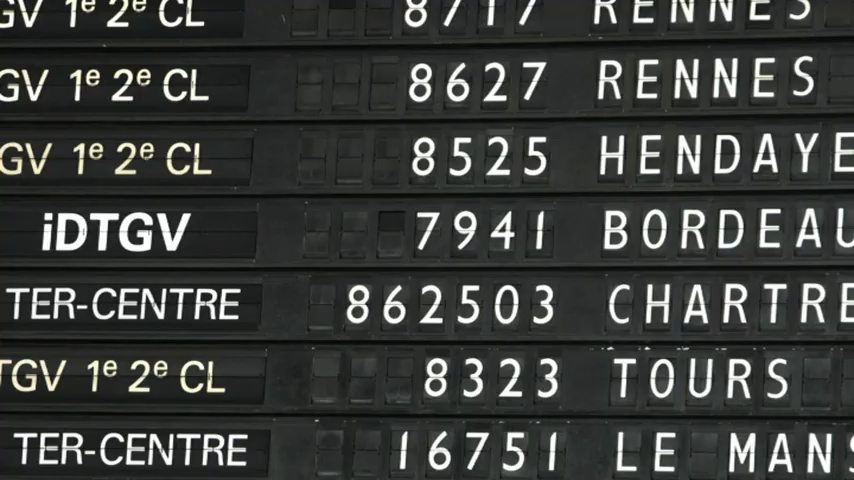 GV 1e 2e CL 8717 RENNES
GV 1e 2e CL 8627 RENNES
GV 1e 2e CL 8525 HENDAYE
iDTGV 7941 BORDEAU
TER-CENTRE 862503 CHARTRE
TGV 1e 2e CL 8323 TOURS
TER-CENTRE 16751 LE MANS